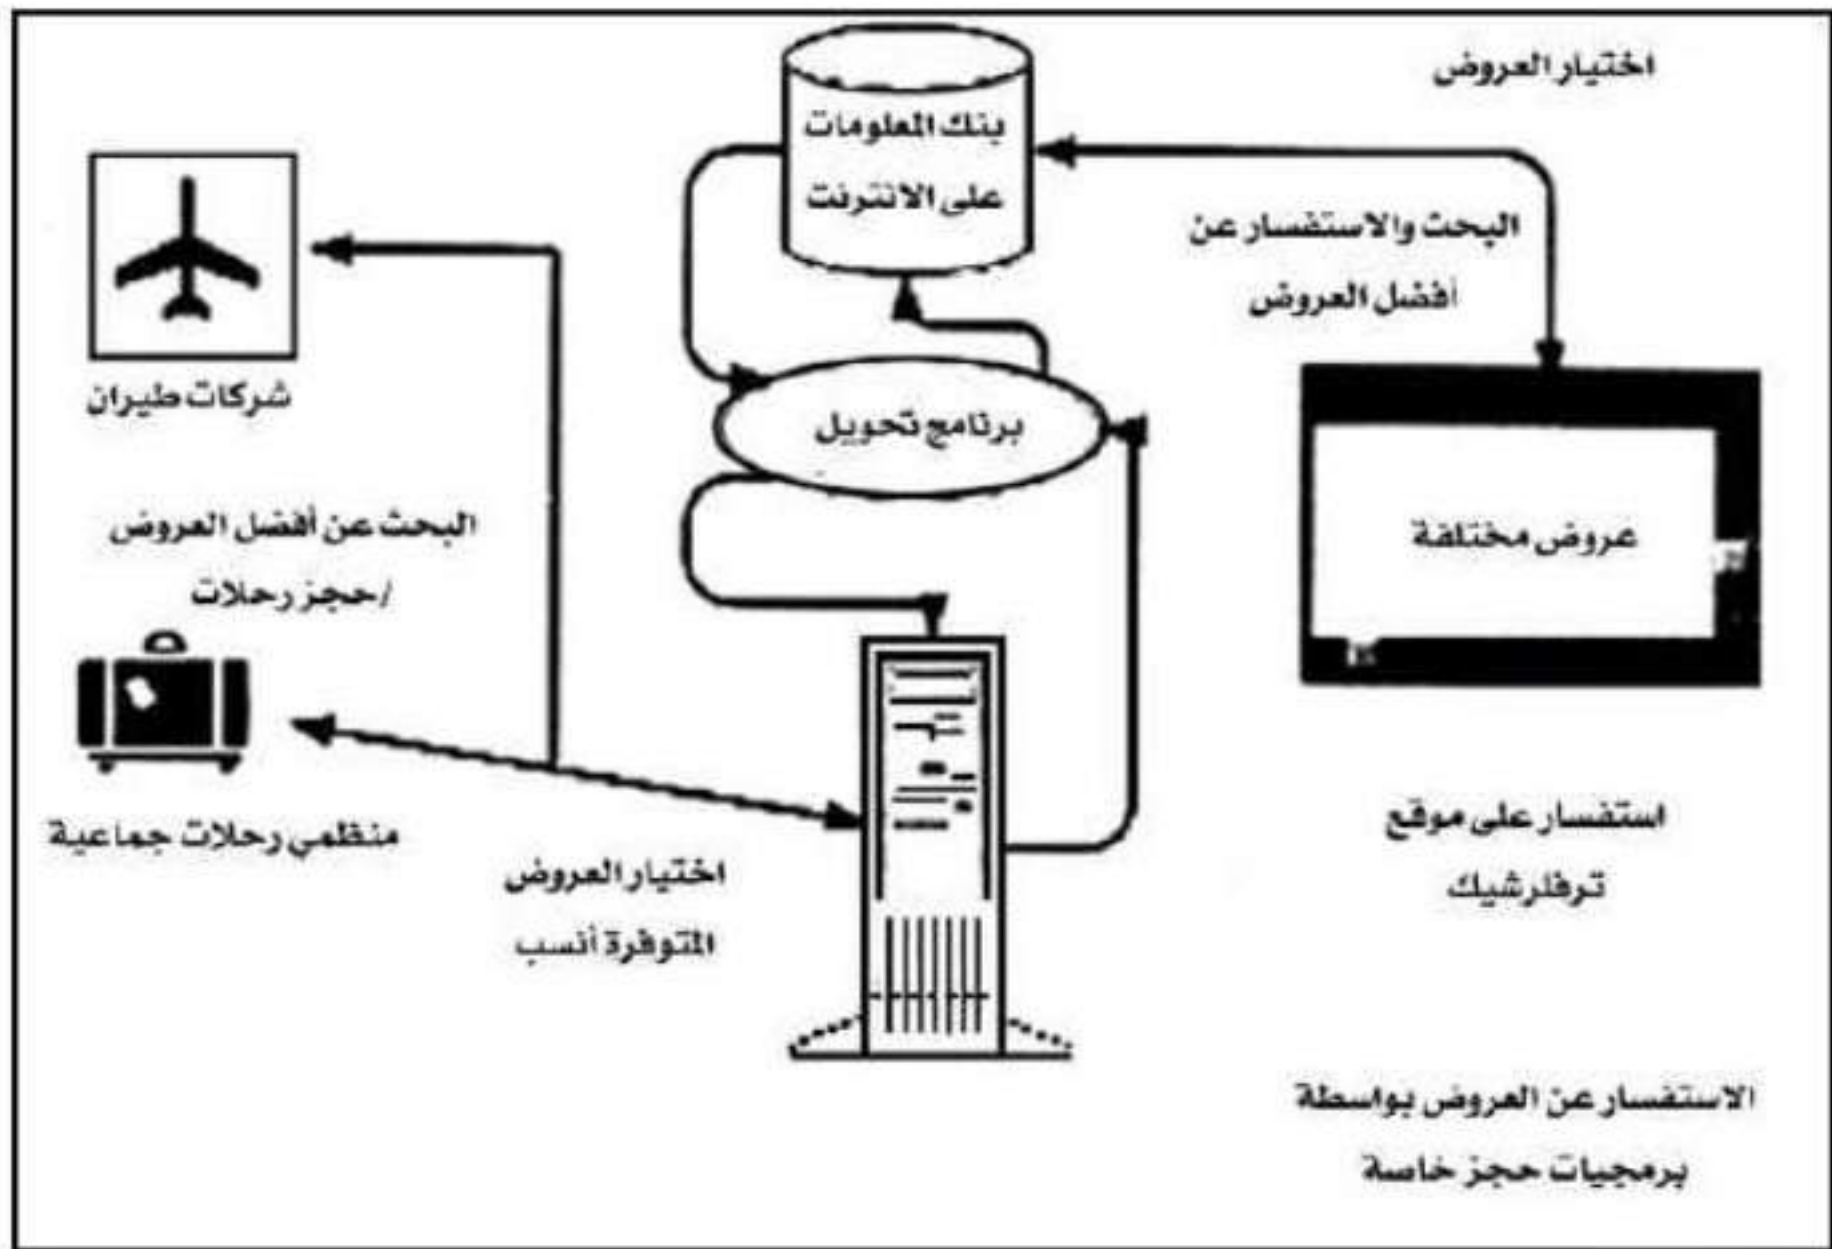 اختيار العروض
بنك المعلومات
على الانترنت
البحث والاستفسار عن
أفضل العروض
شركات طيران
برنامج تحويل
البحث عن أفضل العروض
/حجز رحلات
عروض مختلفة
منظمي رحلات جماعية
اختيار العروض
المتوفرة أنسب
استفسار على موقع
ترفلرشيك
الاستفسار عن العروض بواسطة
برمجيات حجز خاصة